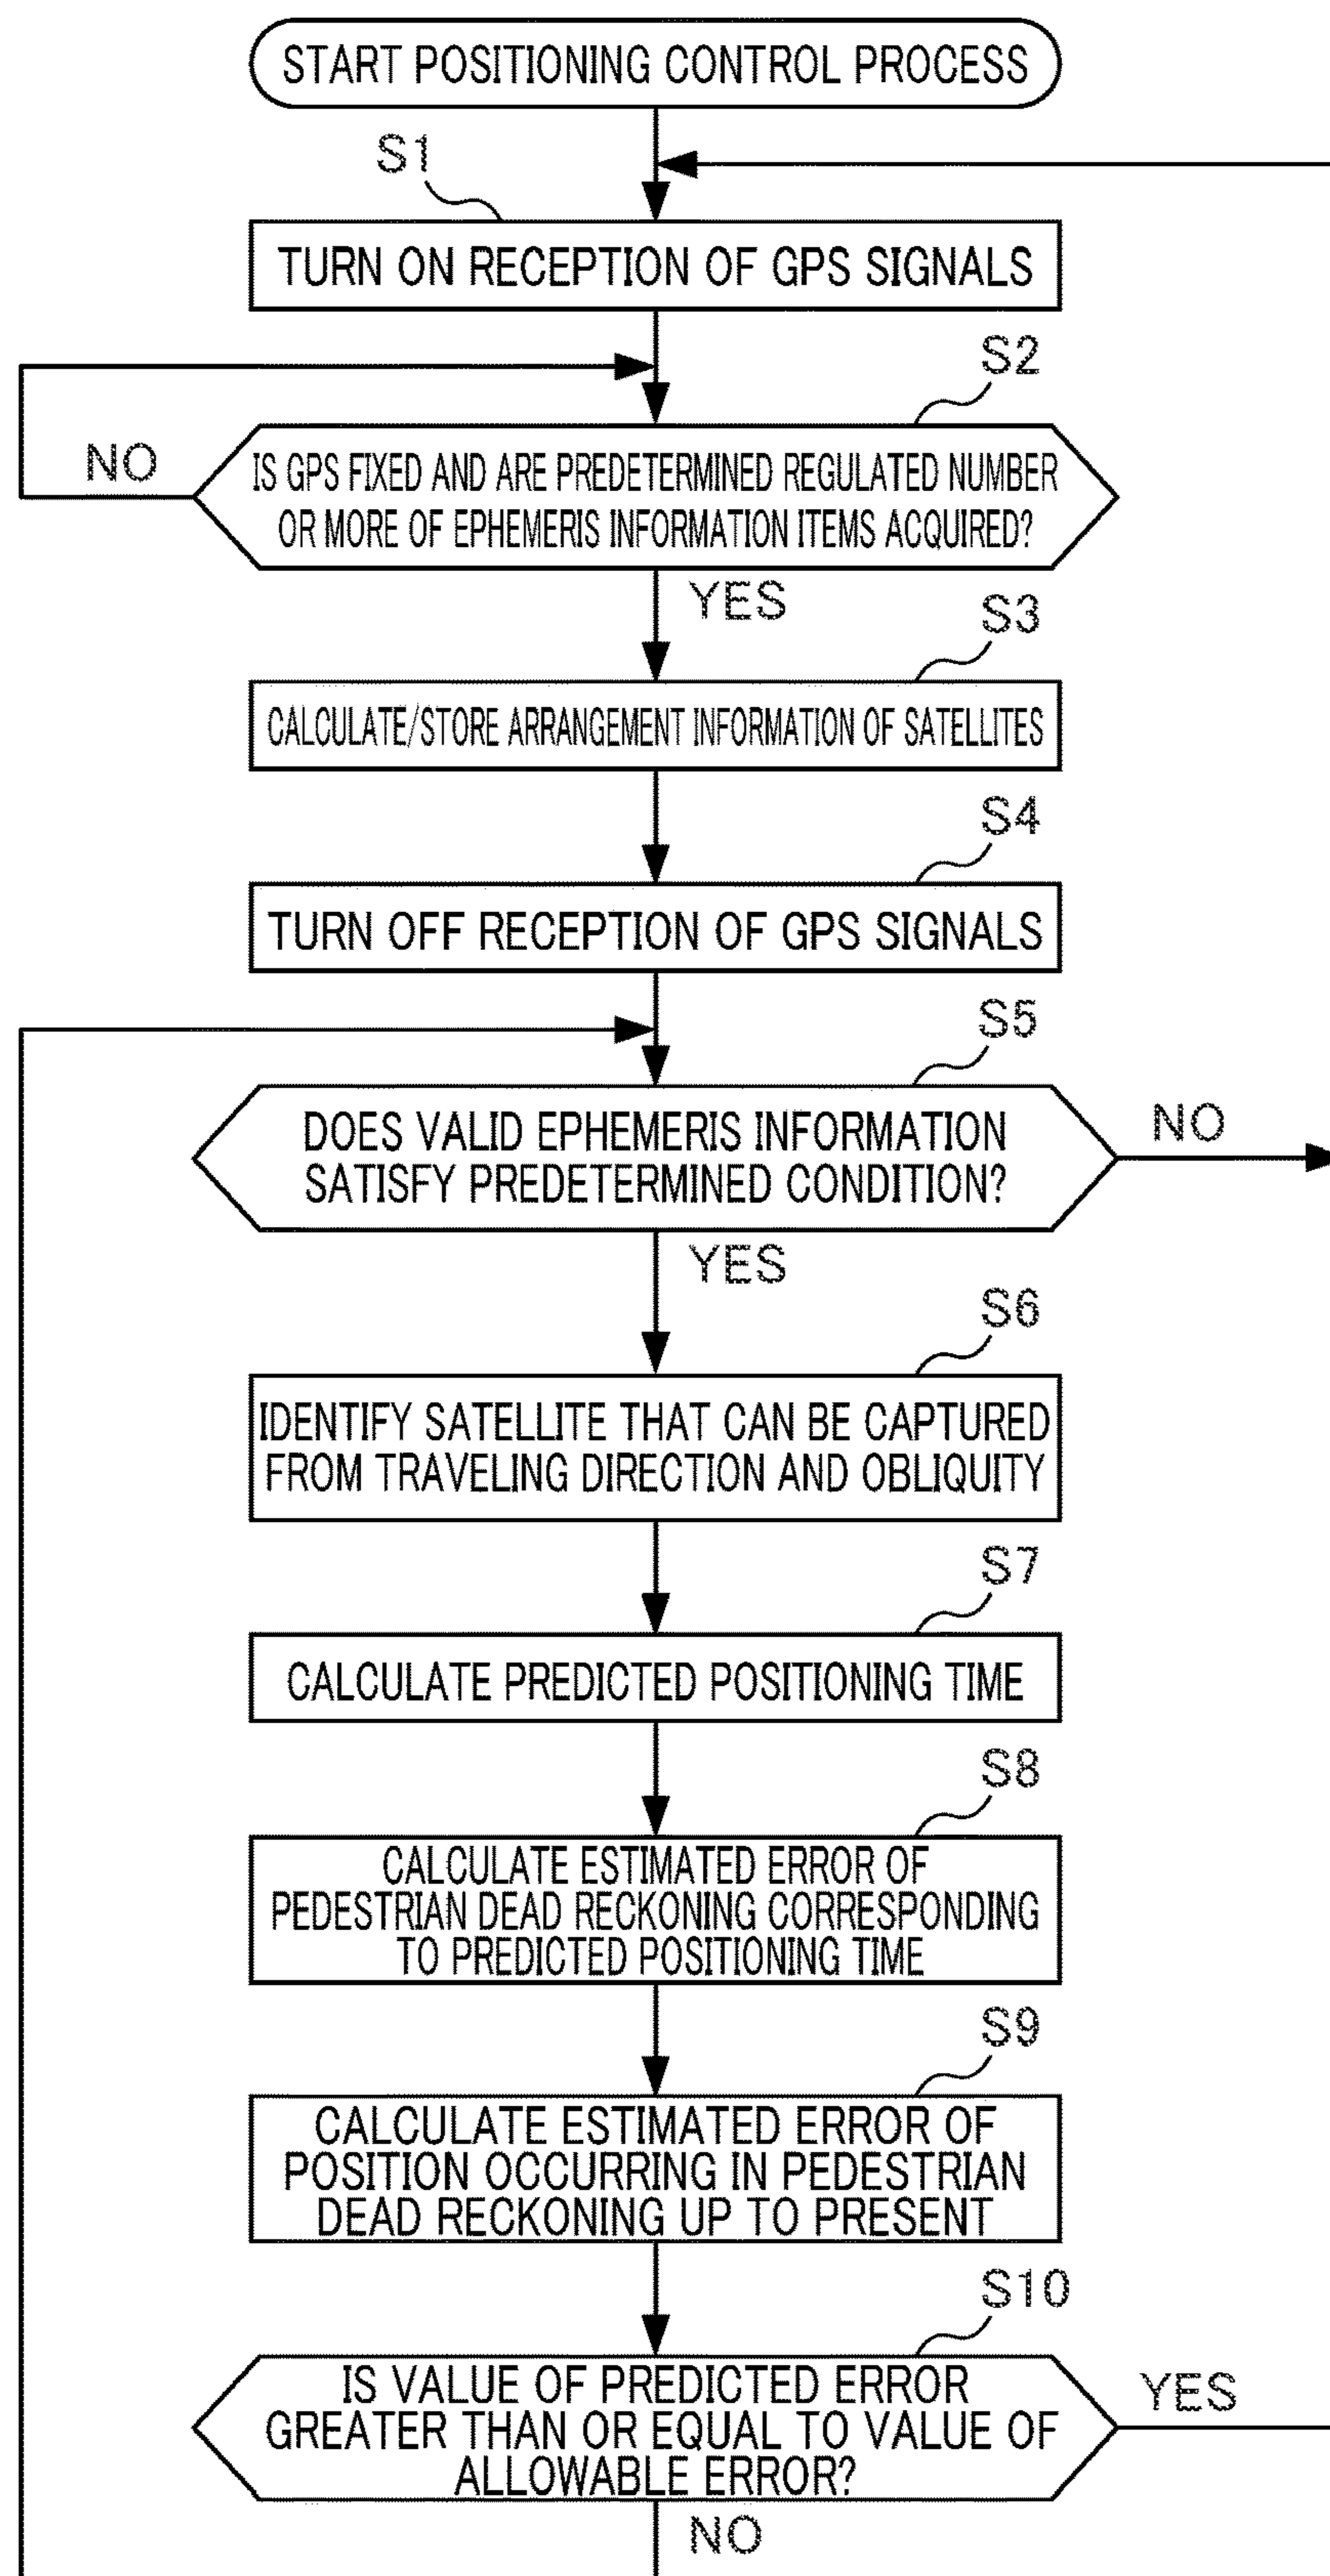 START POSITIONING CONTROL PROCESS
S1
TURN ON RECEPTION OF GPS SIGNALS
S2
NO
IS GPS FIXED AND ARE PREDETERMINED REGULATED NUMBER
OR MORE OF EPHEMERIS INFORMATION ITEMS ACQUIRED?
YES
S3
CALCULATE/STORE ARRANGEMENT INFORMATION OF SATELLITES
S4
TURN OFF RECEPTION OF GPS SIGNALS
S5
DOES VALID EPHEMERIS INFORMATION
SATISFY PREDETERMINED CONDITION?
NO
YES
S6
IDENTIFY SATELLITE THAT CAN BE CAPTURED
FROM TRAVELING DIRECTION AND OBLIQUITY
S7
CALCULATE PREDICTED POSITIONING TIME
S8
CALCULATE ESTIMATED ERROR OF
PEDESTRIAN DEAD RECKONING CORRESPONDING
TO PREDICTED POSITIONING TIME
S9
CALCULATE ESTIMATED ERROR OF
POSITION OCCURRING IN PEDESTRIAN
DEAD RECKONING UP TO PRESENT
S10
IS VALUE OF PREDICTED ERROR
GREATER THAN OR EQUAL TO VALUE OF
ALLOWABLE ERROR?
YES
NO